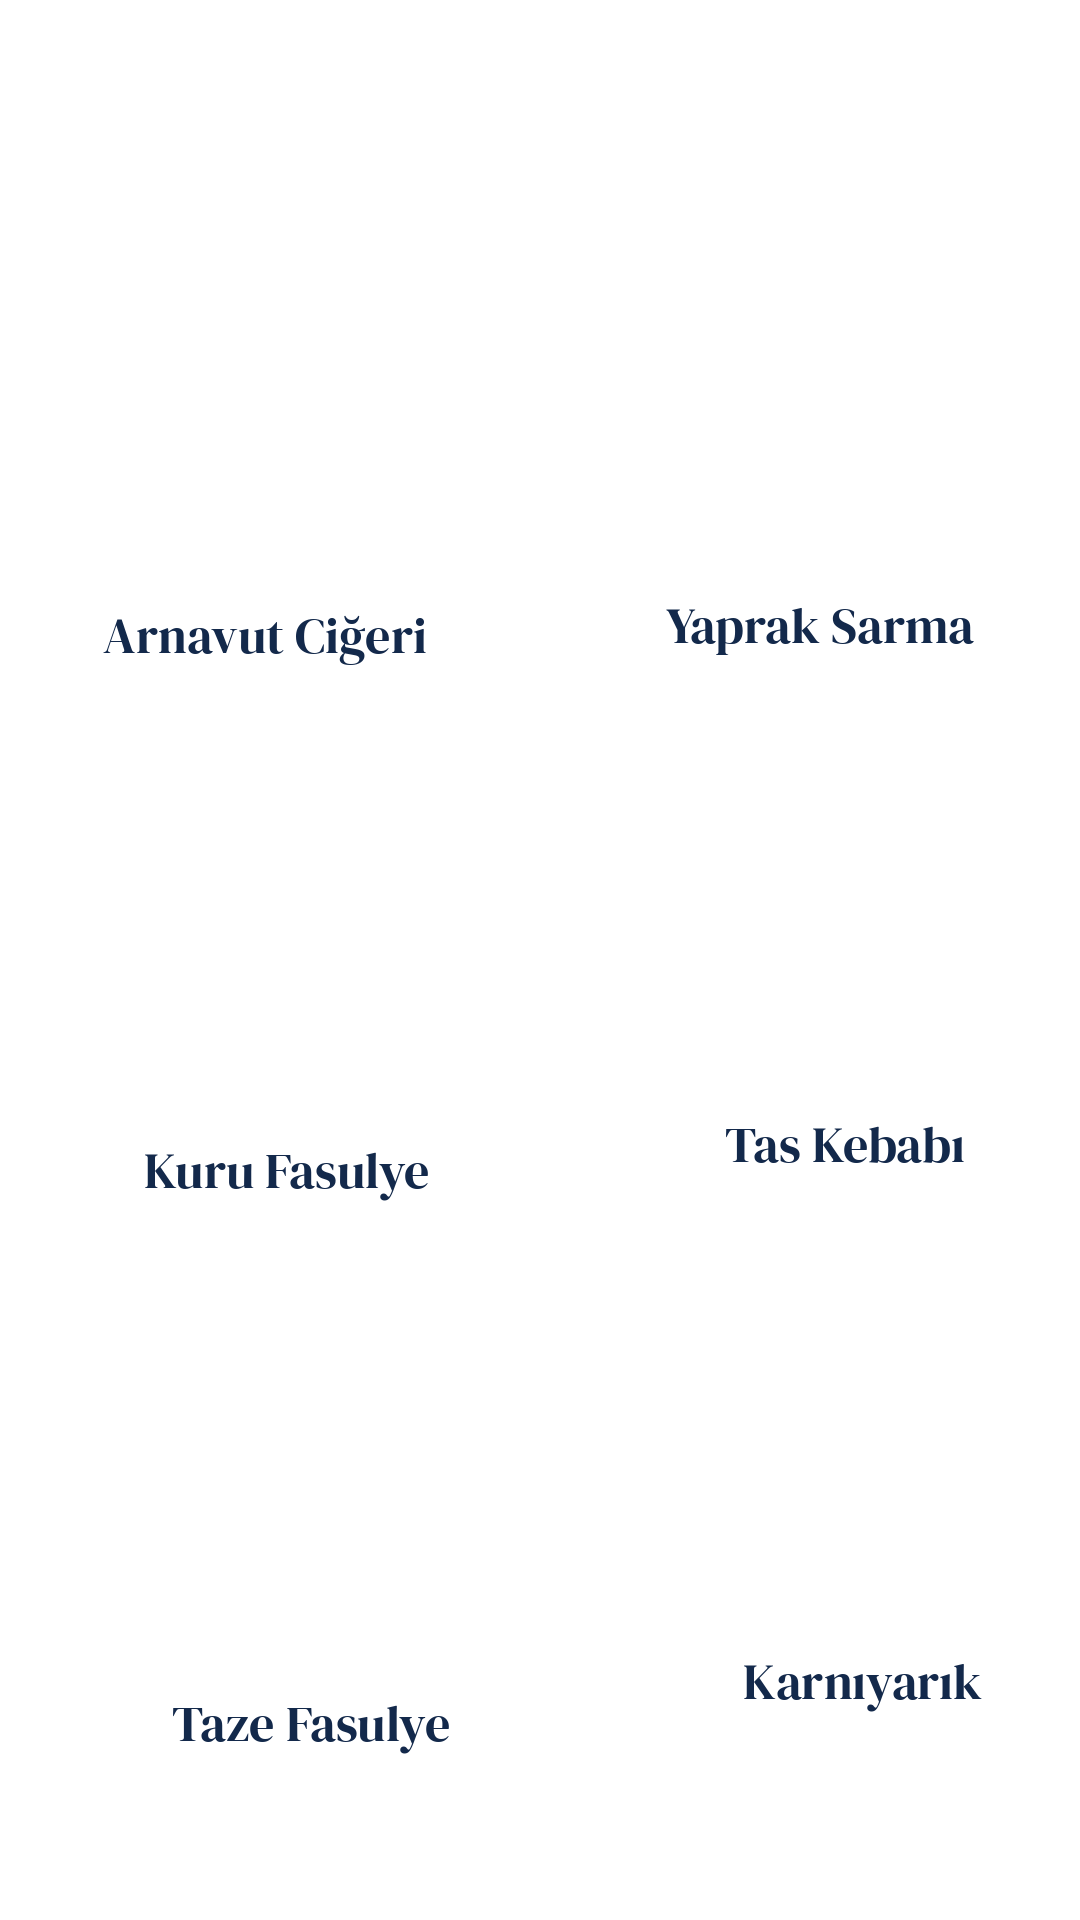 Arnavut Ciğeri
Yaprak Sarma
Kuru Fasulye
Tas Kebabı
Taze Fasulye
Karnıyarık